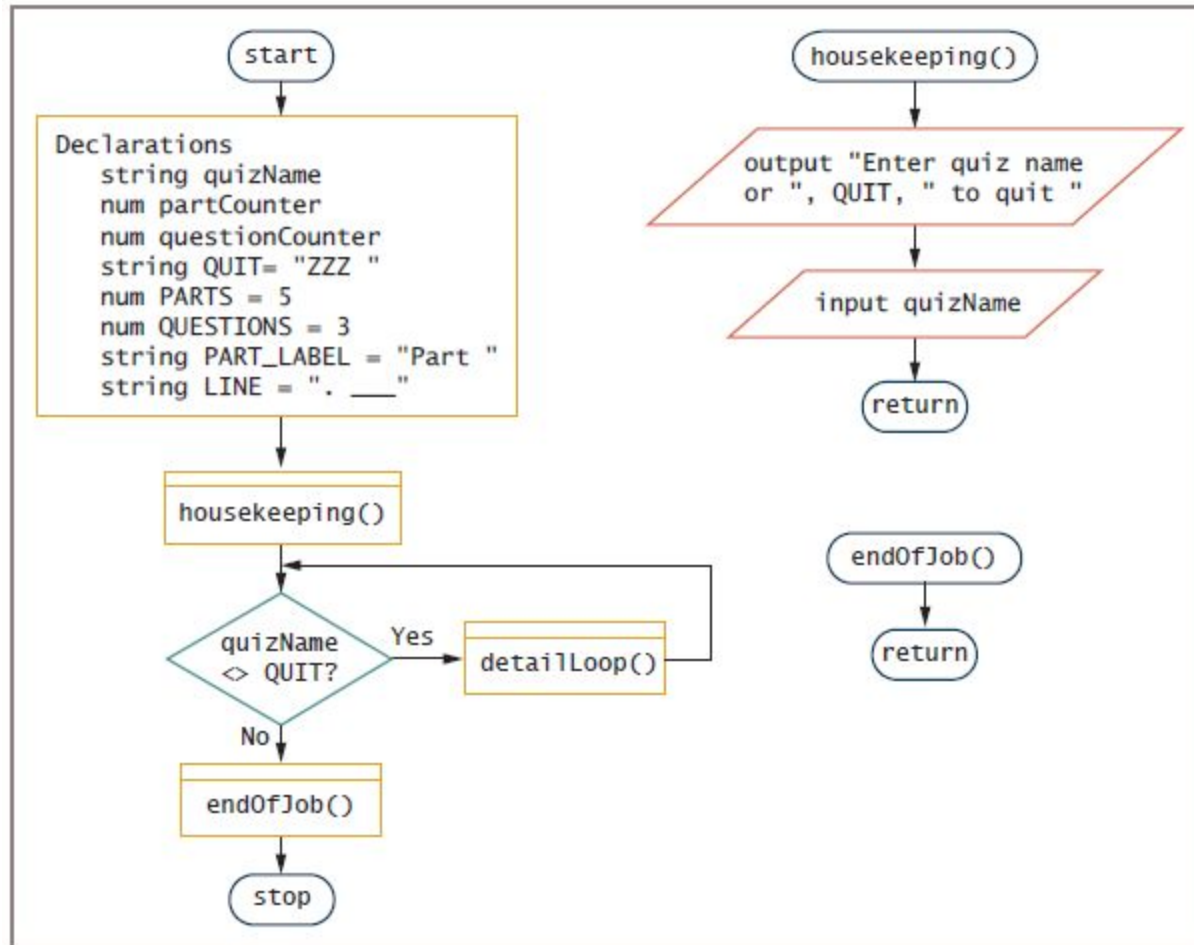 start
Declarations
string quizName
num partCounter
num questionCounter
string QUIT= "ZZZ "
num PARTS = 5
num QUESTIONS = 3
string PART_LABEL = "Part "
string LINE = ". ___"
housekeeping()
quizName
<> QUIT?
Yes
detailLoop()
No
endOfJob()
stop
housekeeping()
output "Enter quiz name
or ", QUIT, " to quit "
input quizName
return
endOfJob()
return